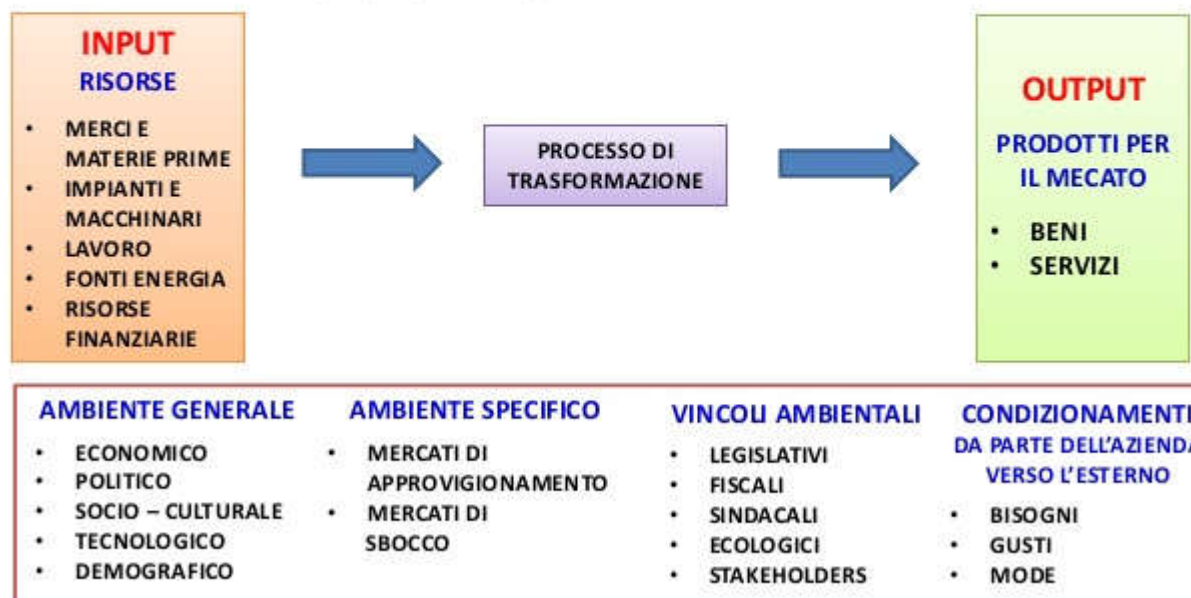 INPUT
RISORSE
• MERCI E
MATERIE PRIME
• IMPIANTI E
MACCHINARI
• LAVORO
• FONTI ENERGIA
• RISORSE
FINANZIARIE
PROCESSO DI
TRASFORMAZIONE
OUTPUT
PRODOTTI PER
IL MECATO
• BENI
• SERVIZI
AMBIENTE GENERALE
• ECONOMICO
• POLITICO
• SOCIO – CULTURALE
• TECNOLOGICO
• DEMOGRAFICO
AMBIENTE SPECIFICO
• MERCATI DI
APPROVIGIONAMENTO
• MERCATI DI
SBOCCO
VINCOLI AMBIENTALI
• LEGISLATIVI
• FISCALI
• SINDACALI
• ECOLOGICI
• STAKEHOLDERS
CONDIZIONAMENTI
DA PARTE DELL'AZIENDA
VERSO L'ESTERNO
• BISOGNI
• GUSTI
• MODE